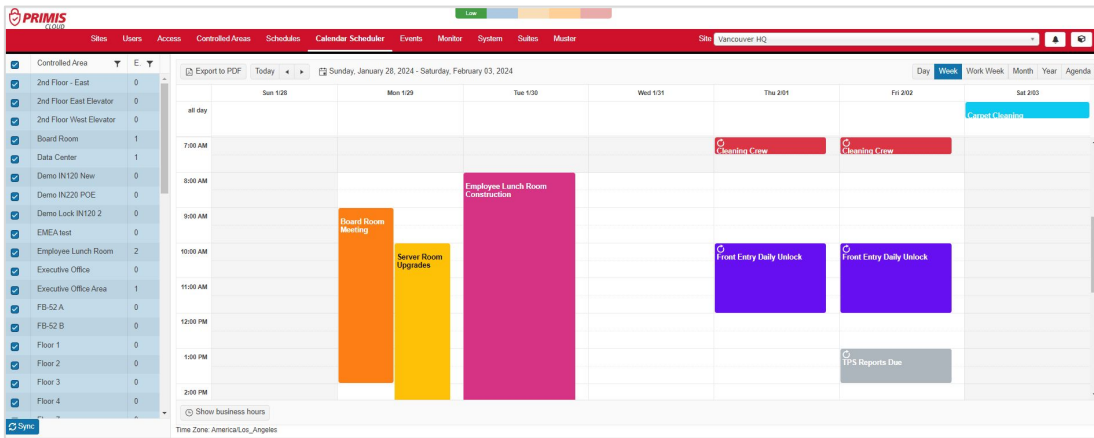 PRIMIS
CLOUD
Low
Sites Users Access Controlled Areas Schedules Calendar Scheduler Events Monitor System Suites Muster Site Vancouver HQ
Controlled Area E.
2nd Floor - East 0
2nd Floor East Elevator 0
2nd Floor West Elevator 0
Board Room 1
Data Center 1
Demo IN120 New 0
Demo IN220 POE 0
Demo Lock IN120 2 0
EMEA test 0
Employee Lunch Room 2
Executive Office 0
Executive Office Area 1
FB-52 A 0
FB-52 B 0
Floor 1 0
Floor 2 0
Floor 3 0
Floor 4 0
Sync
Export to PDF Today Sunday, January 28, 2024 - Saturday, February 03, 2024 Day Week Work Week Month Year Agenda
Sun 1/28 Mon 1/29 Tue 1/30 Wed 1/31 Thu 2/01 Fri 2/02 Sat 2/03
all day
Carpet Cleaning
7:00 AM
Cleaning Crew Cleaning Crew
8:00 AM
Employee Lunch Room
Construction
9:00 AM
Board Room
Meeting
10:00 AM
Server Room
Upgrades
Front Entry Daily Unlock Front Entry Daily Unlock
11:00 AM
12:00 PM
1:00 PM
TPS Reports Due
2:00 PM
Show business hours
Time Zone: America/Los_Angeles